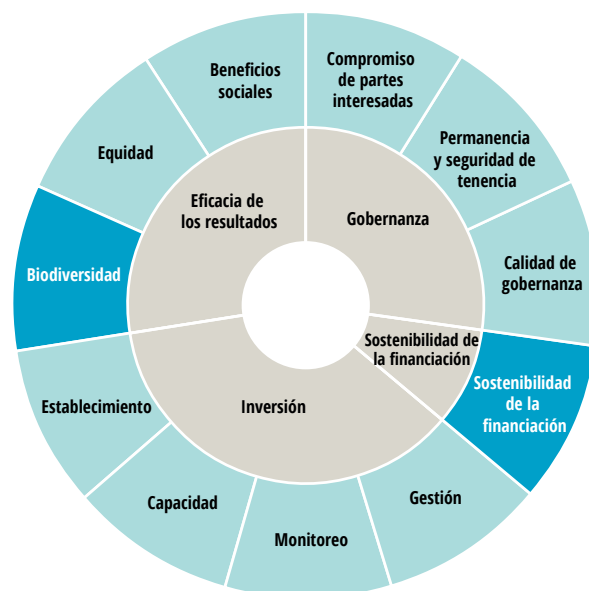 Beneficios
sociales
Compromiso
de partes
interesadas
Equidad
Permanencia
y seguridad de
tenencia
Eficacia de
los resultados
Gobernanza
Biodiversidad
Calidad de
gobernanza
Sostenibilidad de
la financiación
Sostenibilidad
de la
financiación
Establecimiento
Inversión
Capacidad
Gestión
Monitoreo